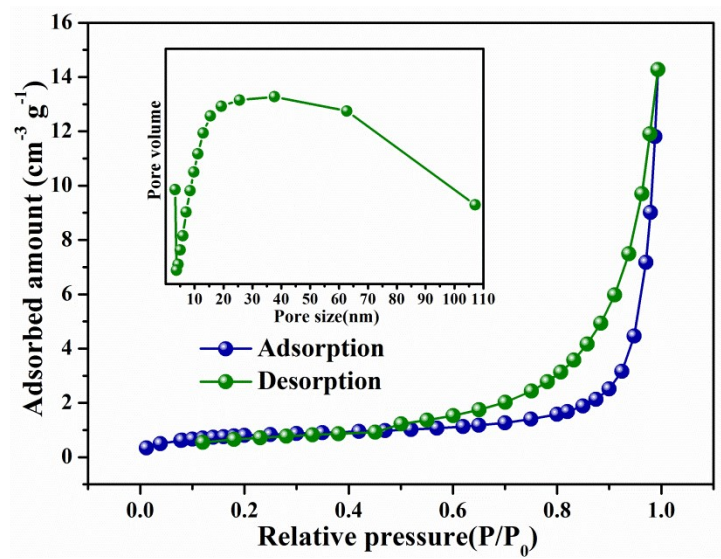 16
14
12
10
8
6
4
2
0
Adsorbed amount (cm⁻³ g⁻¹)
Pore volume
10 20 30 40 50 60 70 80 90 100 110
Pore size(nm)
Adsorption
Desorption
0.0 0.2 0.4 0.6 0.8 1.0
Relative pressure(P/P₀)